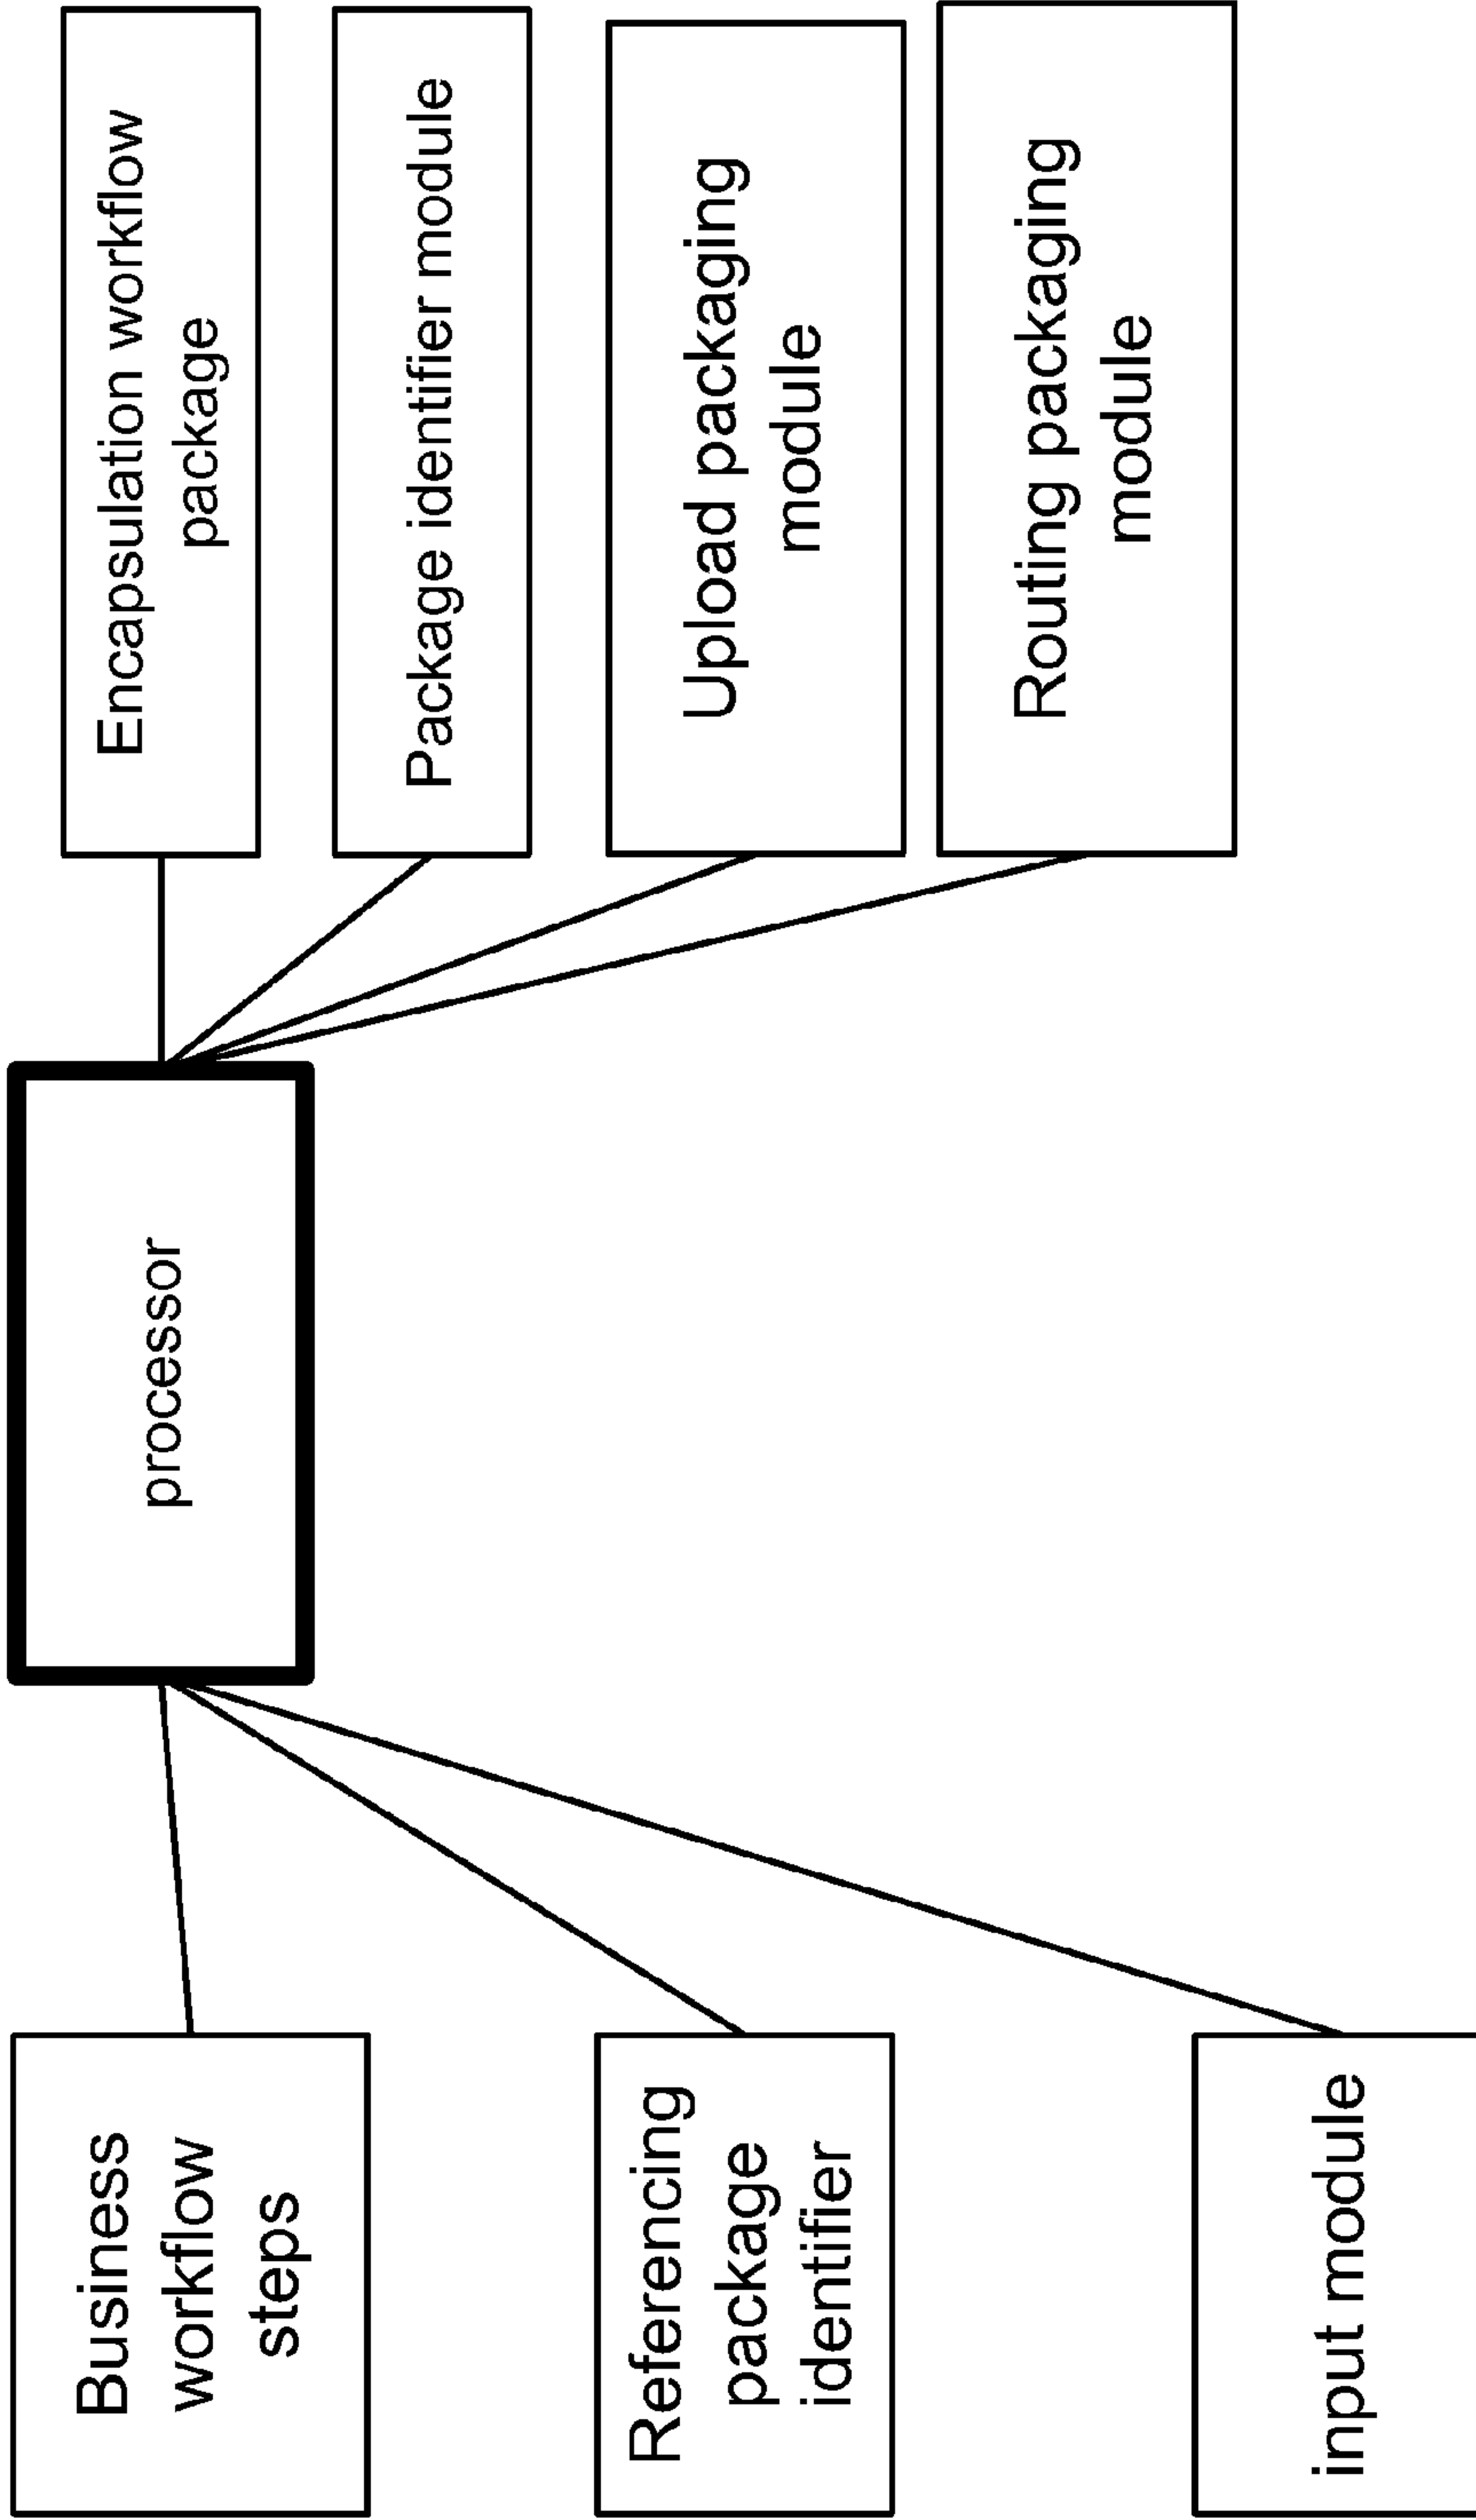 Business
workflow
steps
Referencing
package
identifier
input module
processor
Encapsulation workflow
package
Package identifier module
Upload packaging
module
Routing packaging
module